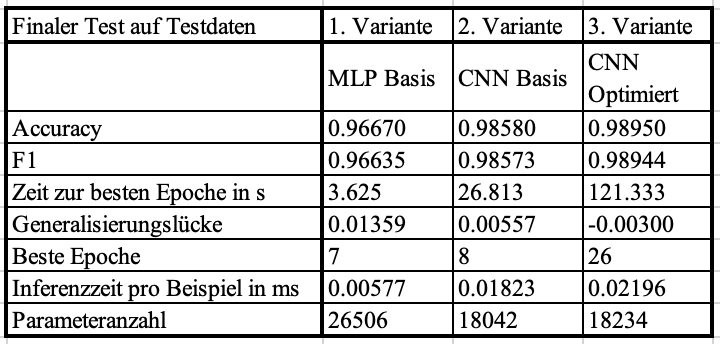 Finaler Test auf Testdaten 1. Variante 2. Variante 3. Variante
MLP Basis CNN Basis CNN
Optimiert
Accuracy 0.96670 0.98580 0.98950
F1 0.96635 0.98573 0.98944
Zeit zur besten Epoche in s 3.625 26.813 121.333
Generalisierungslücke 0.01359 0.00557 -0.00300
Beste Epoche 7 8 26
Inferenzzeit pro Beispiel in ms 0.00577 0.01823 0.02196
Parameteranzahl 26506 18042 18234